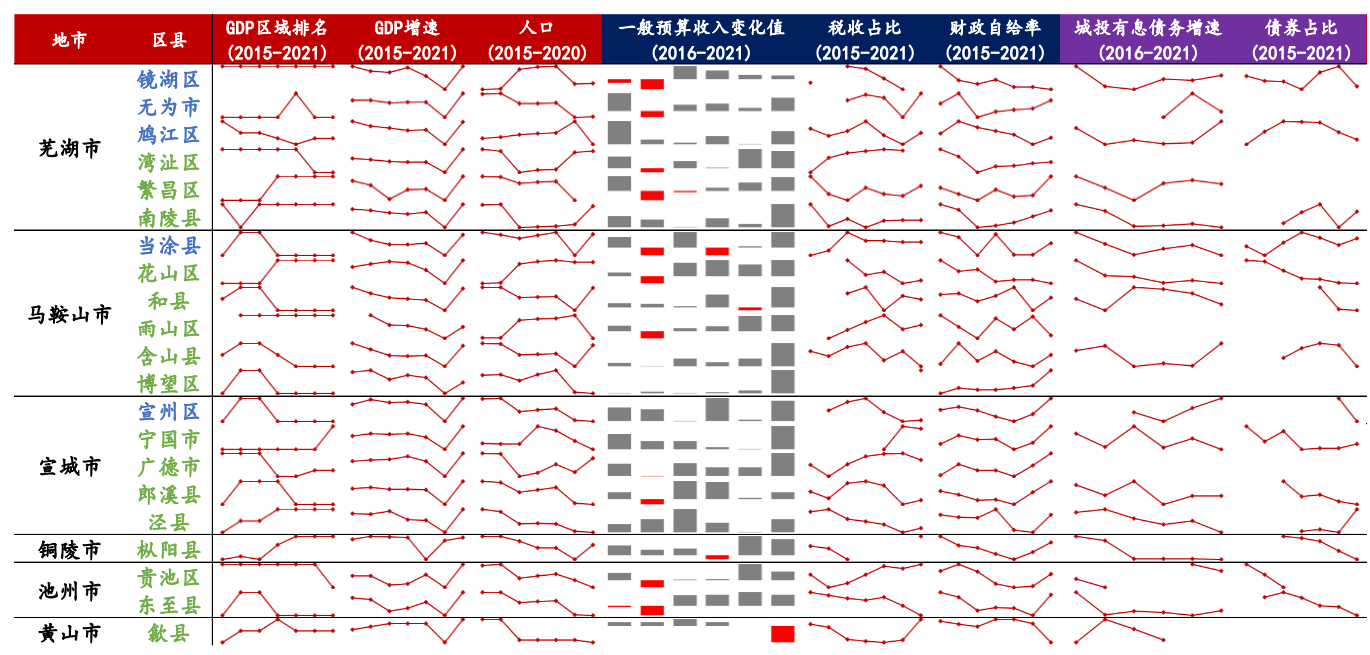 地市 区县 GDP区域排名 GDP增速 人口 一般预算收入变化值 税收占比 财政自给率 城投有息债务增速 债券占比
(2015-2021) (2015-2021) (2015-2020) (2016-2021) (2015-2021) (2015-2021) (2016-2021) (2015-2021)
芜湖市
镜湖区
无为市
鸠江区
湾沚区
繁昌区
南陵县
马鞍山市
当涂县
花山区
和县
雨山区
含山县
博望区
宣城市
宣州区
宁国市
广德市
郎溪县
泾县
铜陵市 枞阳县
池州市
贵池区
东至县
黄山市 歙县